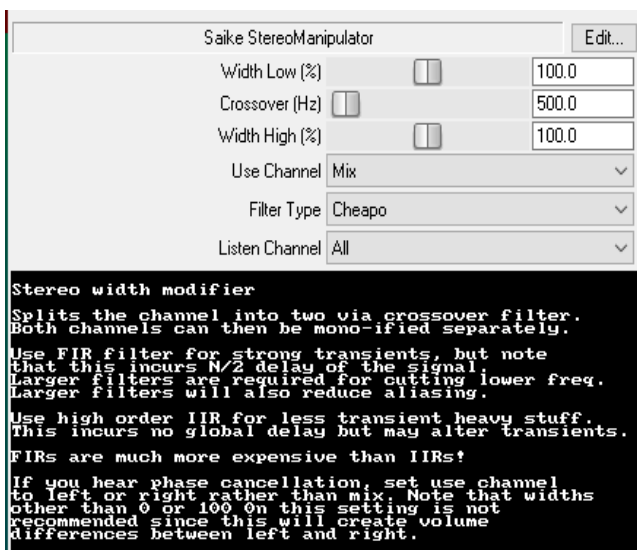 Saike StereoManipulator Edit...
Width Low (%) 100.0
Crossover (Hz) 500.0
Width High (%) 100.0
Use Channel Mix
Filter Type Cheapo
Listen Channel All
Stereo width modifier
Splits the channel into two via crossover filter.
Both channels can then be mono-ified separately.
Use FIR filter for strong transients, but note
that this incurs N/2 delay of the signal.
Larger filters are required for cutting lower freq.
Larger filters will also reduce aliasing.
Use high order IIR for less transient heavy stuff.
This incurs no global delay but may alter transients.
FIRs are much more expensive than IIRs!
If you hear phase cancellation, set use channel
to left or right rather than mix. Note that widths
other than 0 or 100 0n this setting is not
recommended since this will create volume
differences between left and right.